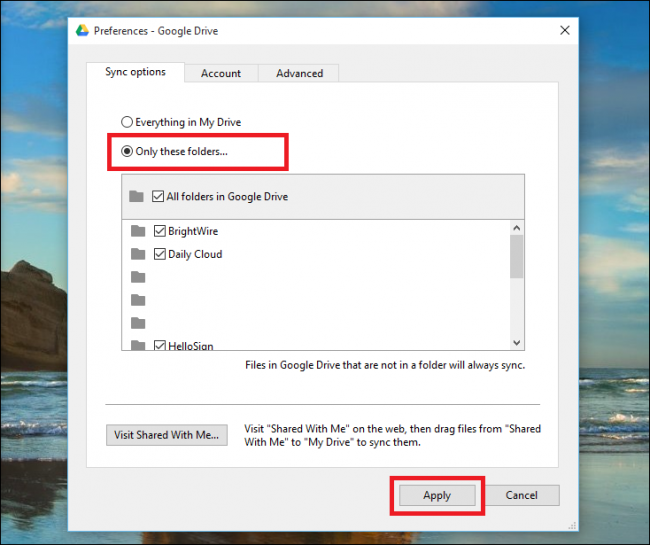 Preferences - Google Drive
Sync options
Account
Advanced
Everything in My Drive
Only these folders...
All folders in Google Drive
BrightWire
Daily Cloud
HelloSign
Files in Google Drive that are not in a folder will always sync.
Visit Shared With Me...
Visit "Shared With Me" on the web, then drag files from "Shared
With Me" to "My Drive" to sync them.
Apply
Cancel